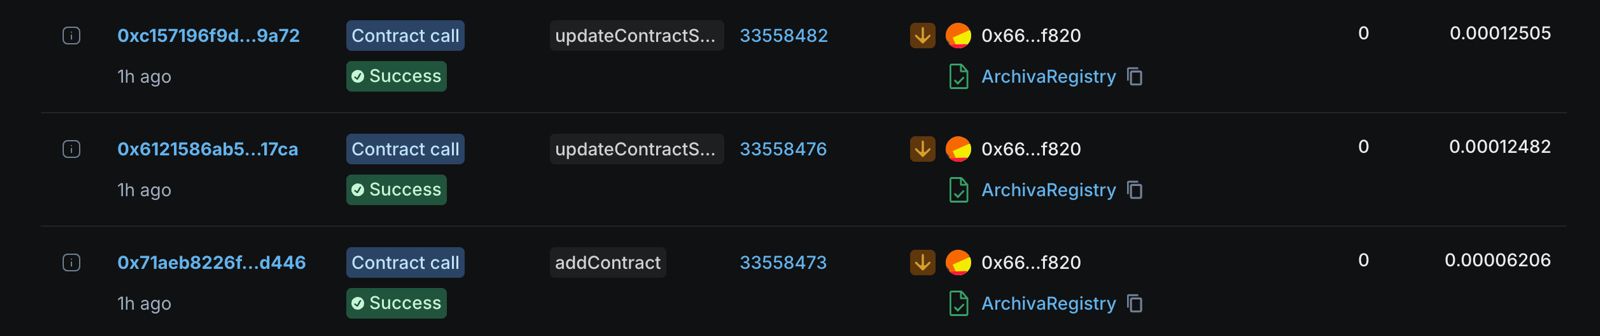 0xc157196f9d...9a72 Contract call updateContractS... 33558482 0x66...f820 0 0.00012505
1h ago Success ArchivaRegistry
0x6121586ab5...17ca Contract call updateContractS... 33558476 0x66...f820 0 0.00012482
1h ago Success ArchivaRegistry
0x71aeb8226f...d446 Contract call addContract 33558473 0x66...f820 0 0.00006206
1h ago Success ArchivaRegistry